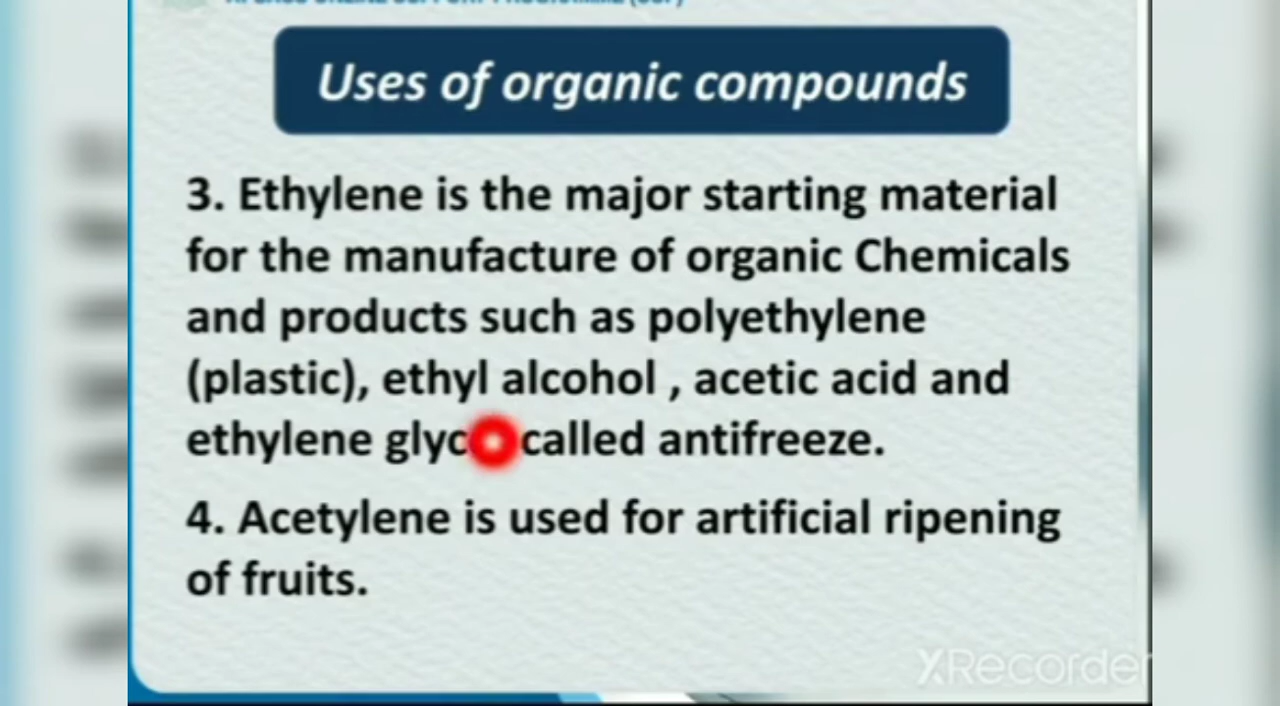 Uses of organic compounds
3. Ethylene is the major starting material
for the manufacture of organic Chemicals
and products such as polyethylene
(plastic), ethyl alcohol , acetic acid and
ethylene called antifreeze.
4. Acetylene is used for artificial ripening
of fruits.
XRecorder